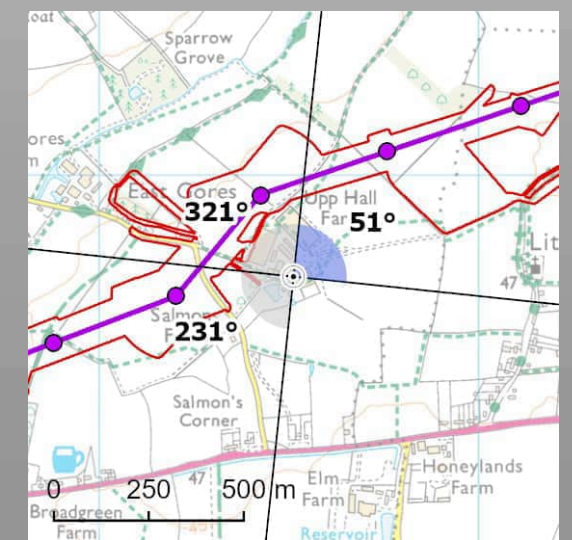 Sparrow
Grove
East Gores
321°
Upp Hall
Far
51°
Lit
47
Salmon
F
231°
Salmon's
Corner
47
0 250 500 m
Elm
Farm
Honeylands
Farm
Broadgreen
Farm
Reservoir